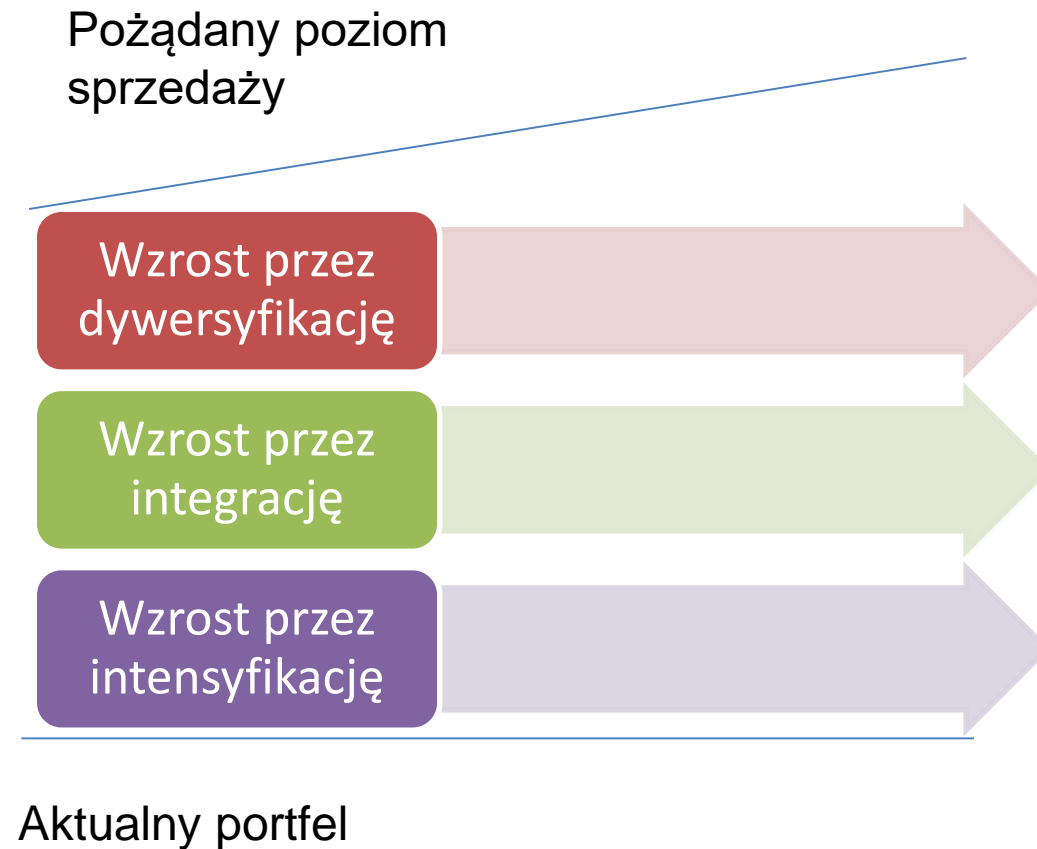 Pożądany poziom
sprzedaży
Wzrost przez
dywersyfikację
Wzrost przez
integrację
Wzrost przez
intensyfikację
Aktualny portfel